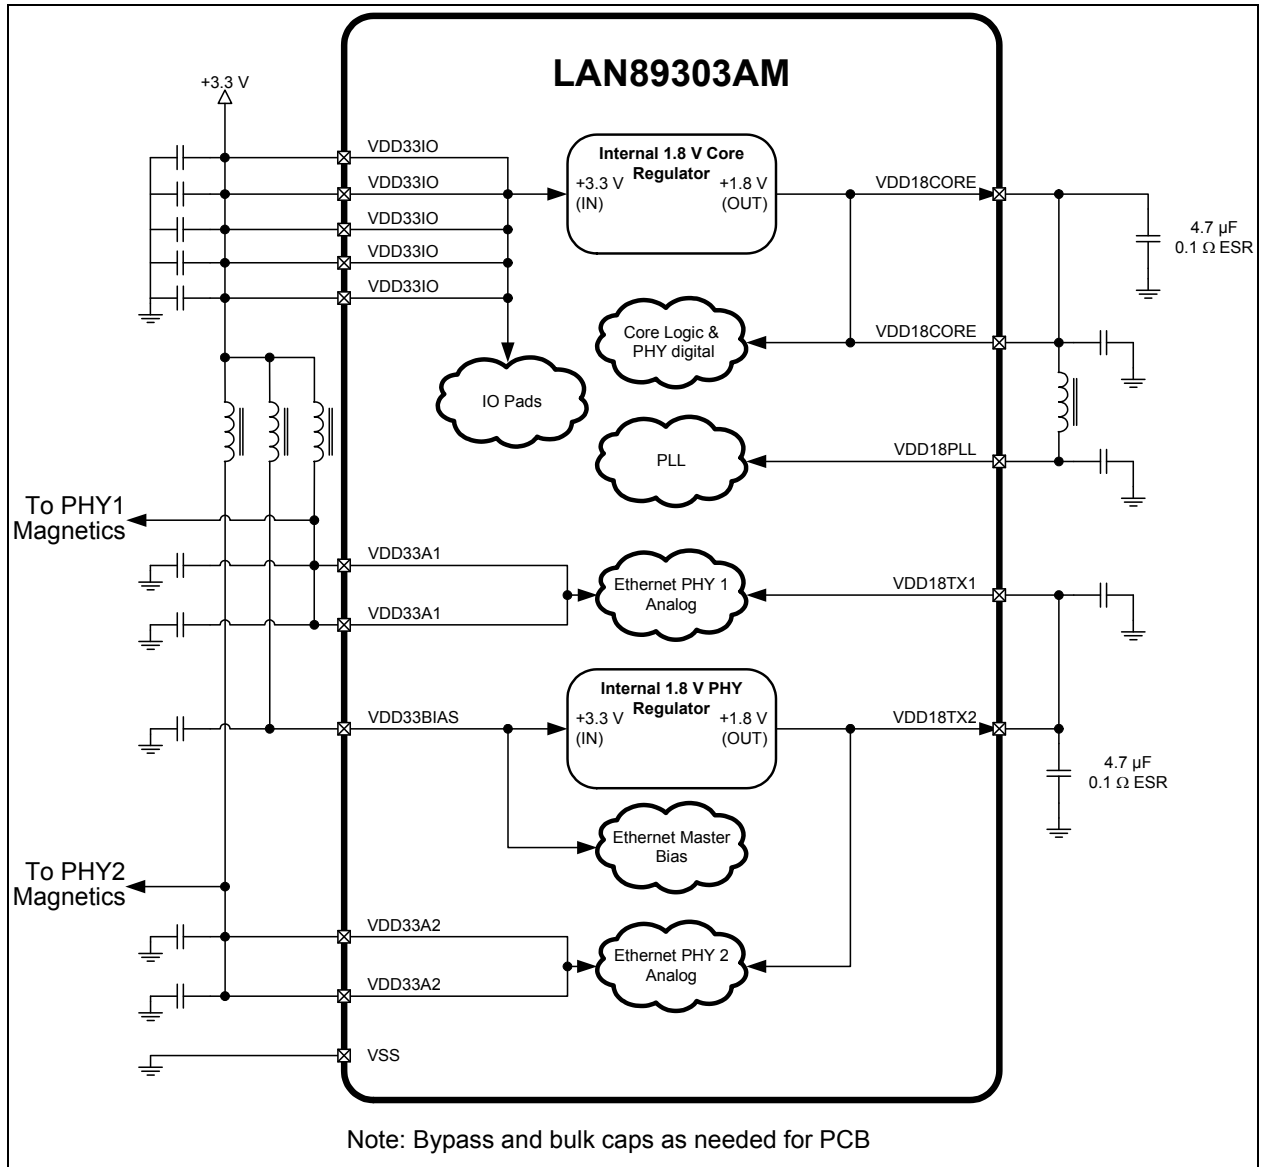 LAN89303AM
+3.3 V
VDD33IO
VDD33IO
VDD33IO
VDD33IO
VDD33IO
Internal 1.8 V Core
Regulator
+3.3 V
(IN)
+1.8 V
(OUT)
VDD18CORE
4.7 µF
0.1 Ω ESR
Core Logic &
PHY digital
VDD18CORE
IO Pads
PLL
VDD18PLL
To PHY1
Magnetics
VDD33A1
VDD33A1
Ethernet PHY 1
Analog
VDD18TX1
Internal 1.8 V PHY
Regulator
+3.3 V
(IN)
+1.8 V
(OUT)
VDD33BIAS
VDD18TX2
4.7 µF
0.1 Ω ESR
Ethernet Master
Bias
To PHY2
Magnetics
VDD33A2
VDD33A2
Ethernet PHY 2
Analog
VSS
Note: Bypass and bulk caps as needed for PCB